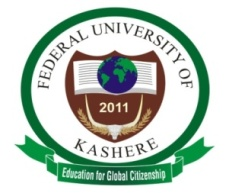 FEDERAL UNIVERSITY OF
2011
KASHERE
Education for Global Citizenship